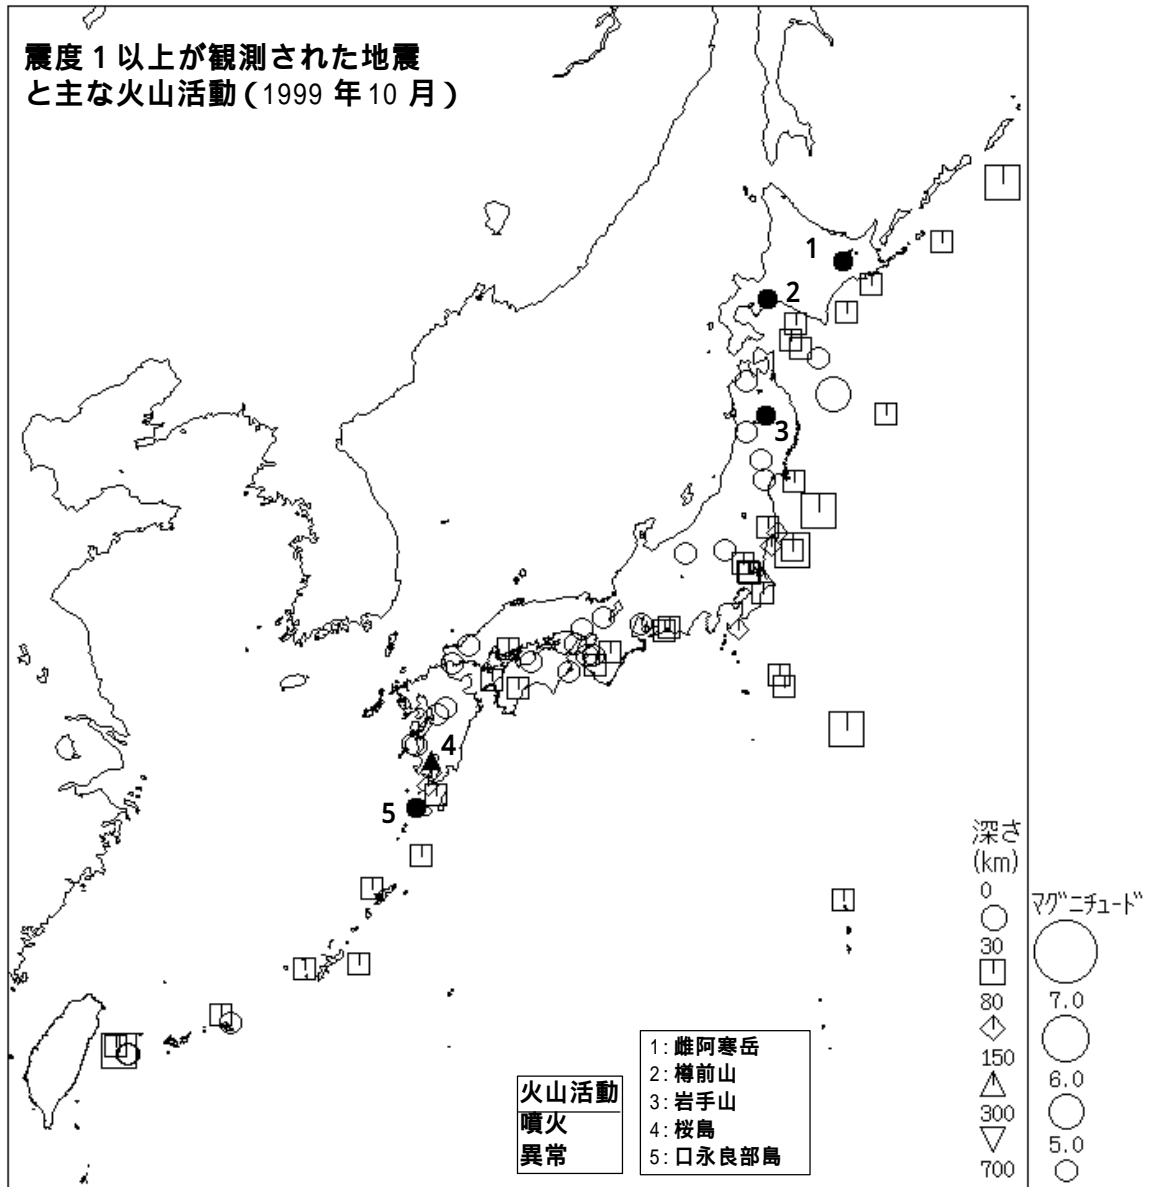 震度１以上が観測された地震
と主な火山活動（1999 年 10 月）
1
2
3
4
5
深さ
(km)
0
30
80
150
300
700
マグニチュード
7.0
6.0
5.0
火山活動
噴火
異常
1: 雌阿寒岳
2: 樽前山
3: 岩手山
4: 桜島
5: 口永良部島